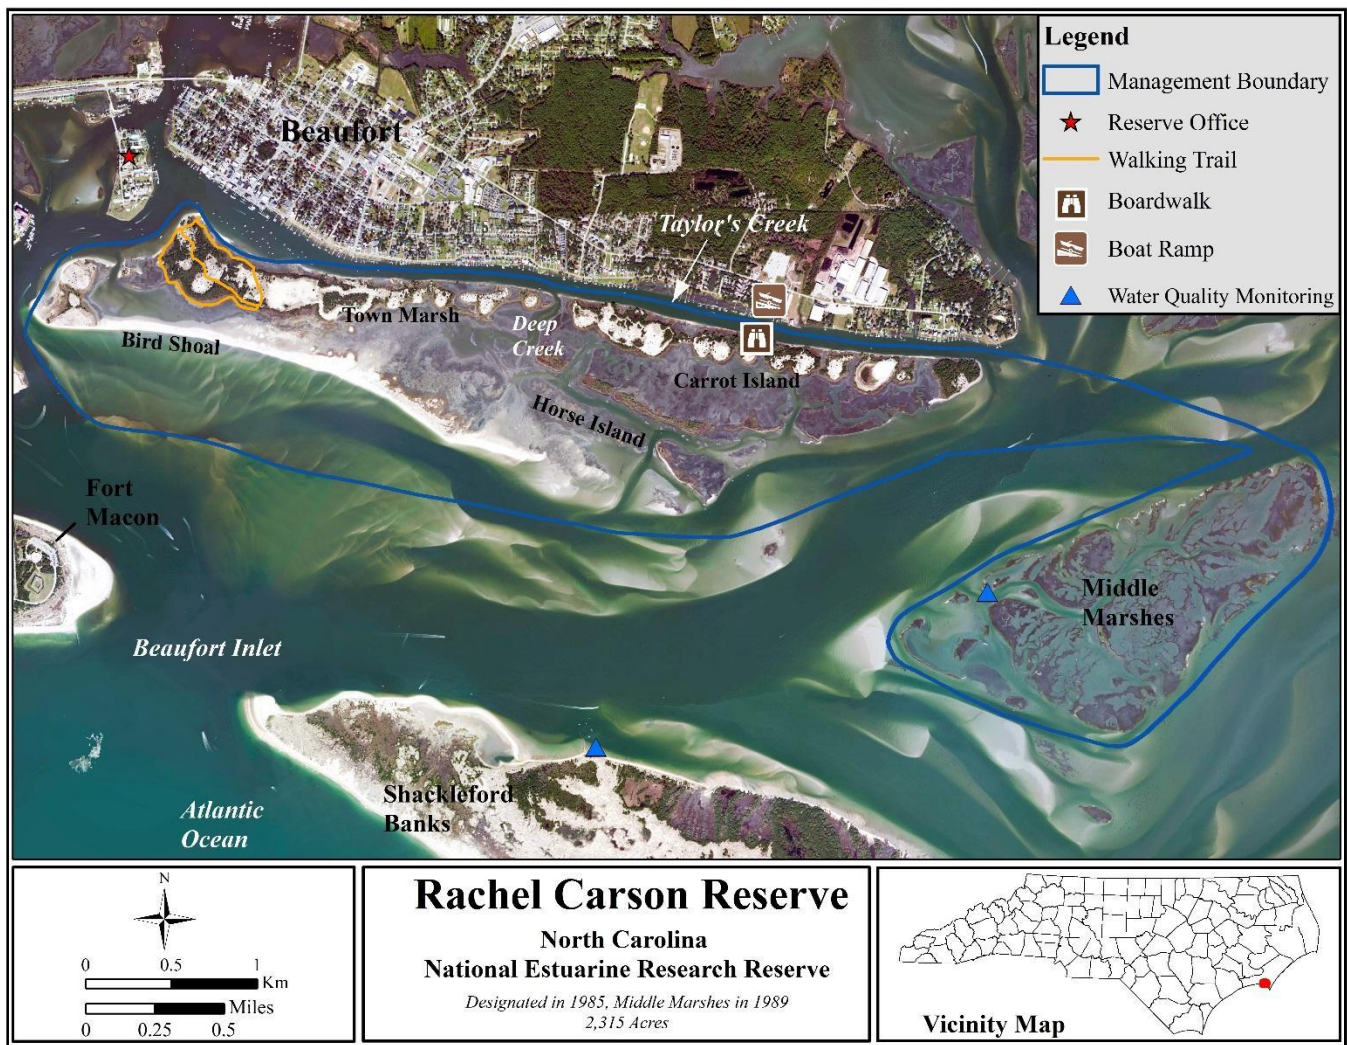 Legend
Management Boundary
Reserve Office
Walking Trail
Boardwalk
Boat Ramp
Water Quality Monitoring
Beaufort
Taylor's Creek
Town Marsh
Deep
Creek
Bird Shoal
Carrot Island
Horse Island
Fort
Macon
Middle
Marshes
Beaufort Inlet
Shackleford
Banks
Atlantic
Ocean
N
0 0.5 1
Km
Miles
0 0.25 0.5
Rachel Carson Reserve
North Carolina
National Estuarine Research Reserve
Designated in 1985, Middle Marshes in 1989
2,315 Acres
Vicinity Map